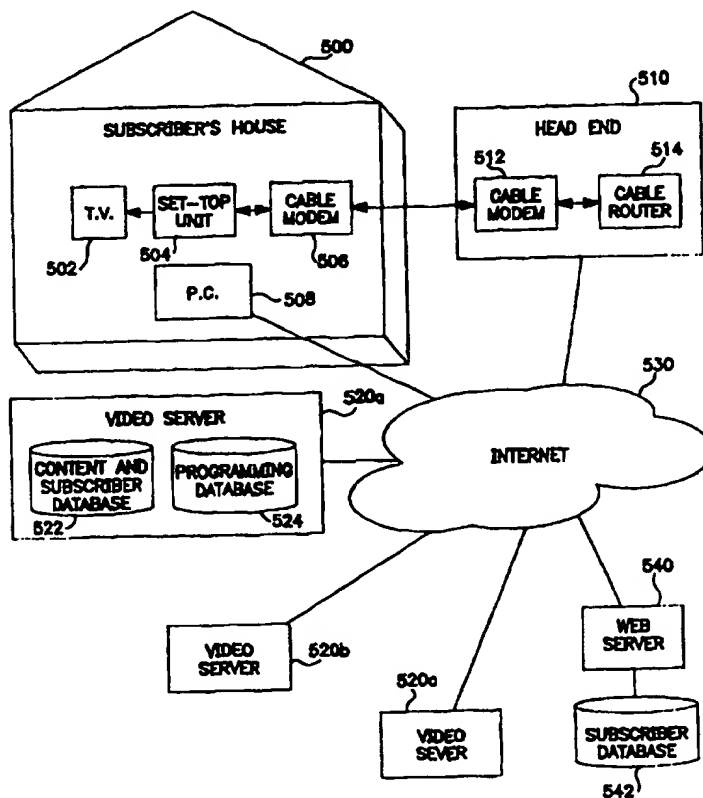 500
510
SUBSCRIBER'S HOUSE
HEAD END
512
514
T.V.
SET-TOP
UNIT
CABLE
MODEM
CABLE
MODEM
CABLE
ROUTER
502
504
506
P.C.
508
530
520a
VIDEO SERVER
INTERNET
CONTENT AND
SUBSCRIBER
DATABASE
PROGRAMMING
DATABASE
522
524
540
WEB
SERVER
VIDEO
SERVER
520b
520c
VIDEO
SEVER
SUBSCRIBER
DATABASE
542